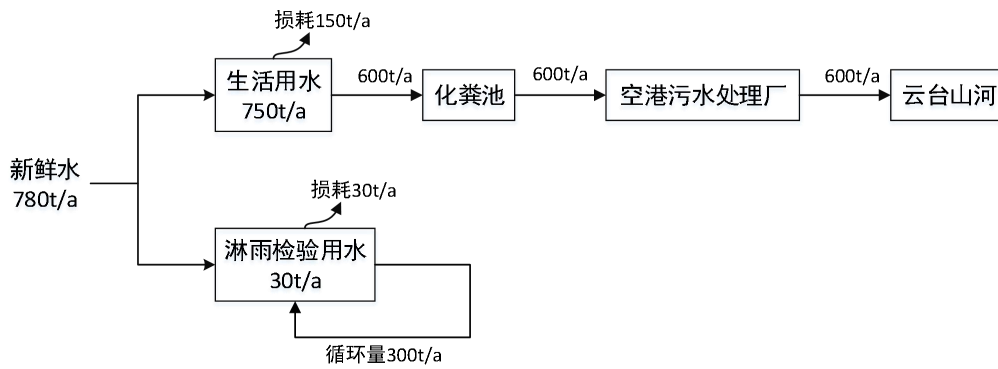 损耗150t/a
生活用水
750t/a
600t/a
化粪池
600t/a
空港污水处理厂
600t/a
云台山河
新鲜水
780t/a
损耗30t/a
淋雨检验用水
30t/a
循环量300t/a